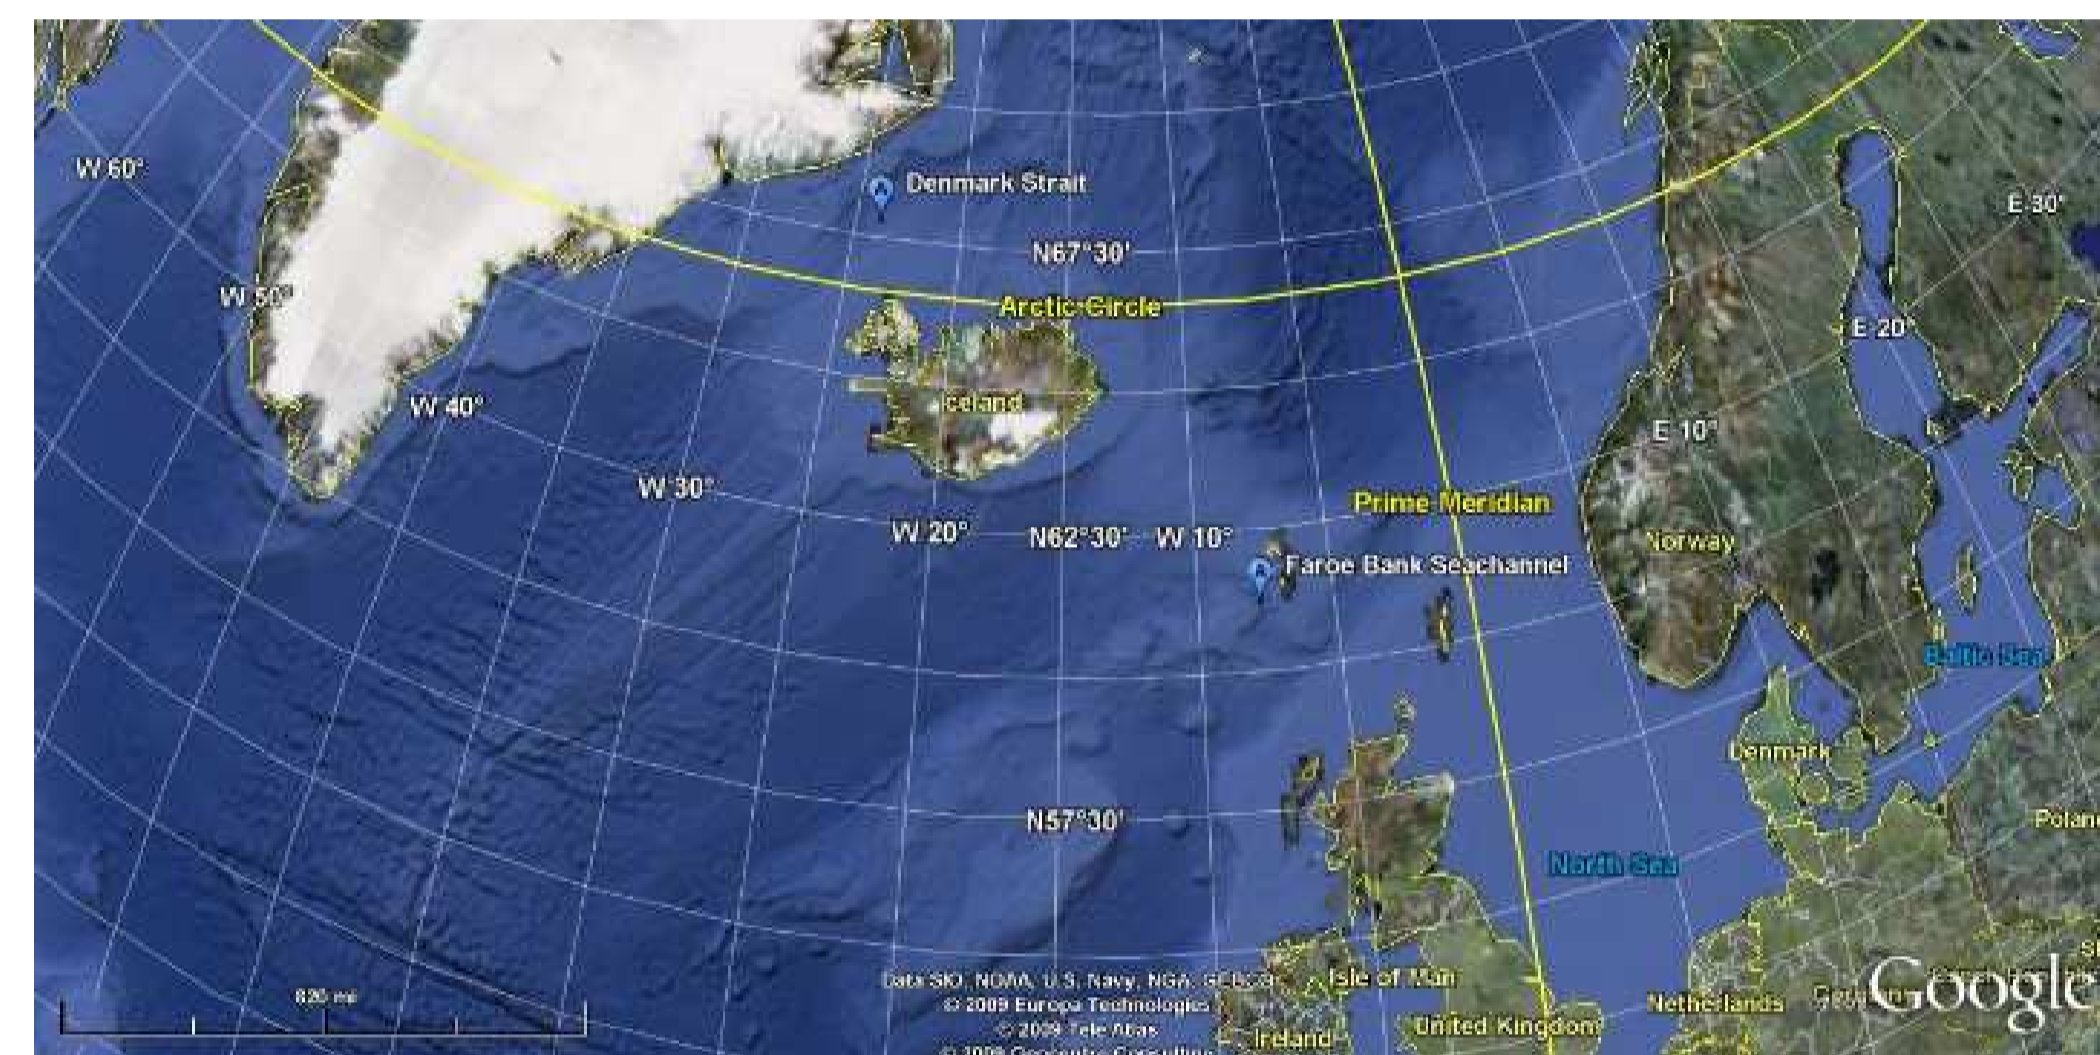 W 60°
Denmark Strait
E 30°
N67°30'
W 50°
Arctic Circle
E 20°
Iceland
W 40°
E 10°
W 30°
Prime Meridian
W 20°
N62°30'
W 10°
Norway
Faroe Bank Seachannel
Baltic Sea
Denmark
N57°30'
Poland
North Sea
Data SIO, NOAA, U.S. Navy, NGA, GEBCO
Isle of Man
620 mi
© 2009 Europa Technologies
Netherlands
Google
© 2009 Tele Atlas
United Kingdom
Ireland